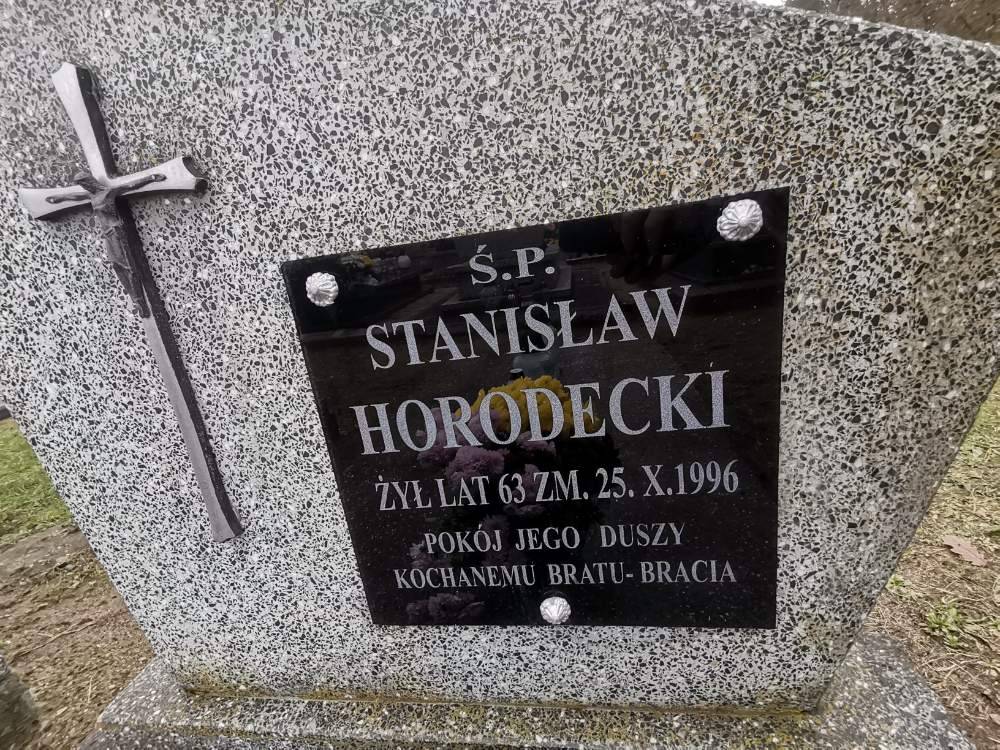 Ś.P.
STANISŁAW
HORODECKI
ŻYŁ LAT 63 ZM. 25. X.1996
POKÓJ JEGO DUSZY
KOCHANEMU BRATU-BRACIA